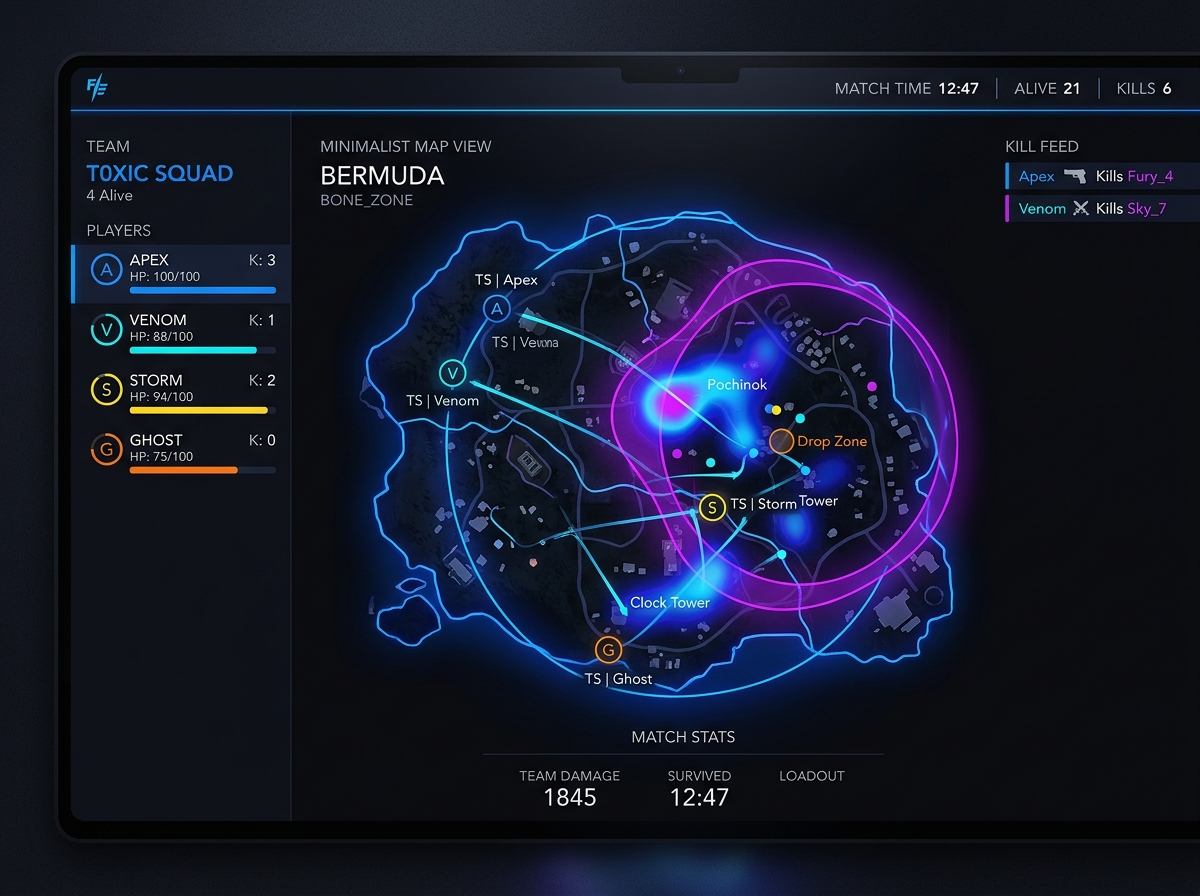 MATCH TIME 12:47
ALIVE 21
KILLS 6
TEAM
T0XIC SQUAD
4 Alive
PLAYERS
A
APEX
K: 3
HP: 100/100
V
VENOM
K: 1
HP: 88/100
S
STORM
K: 2
HP: 94/100
G
GHOST
K: 0
HP: 75/100
MINIMALIST MAP VIEW
BERMUDA
BONE_ZONE
TS | Apex
A
TS | Vevona
V
TS | Venom
Pochinok
Drop Zone
S
TS | Storm
Tower
Clock Tower
G
TS | Ghost
KILL FEED
Apex Kills Fury_4
Venom Kills Sky_7
MATCH STATS
TEAM DAMAGE
1845
SURVIVED
12:47
LOADOUT